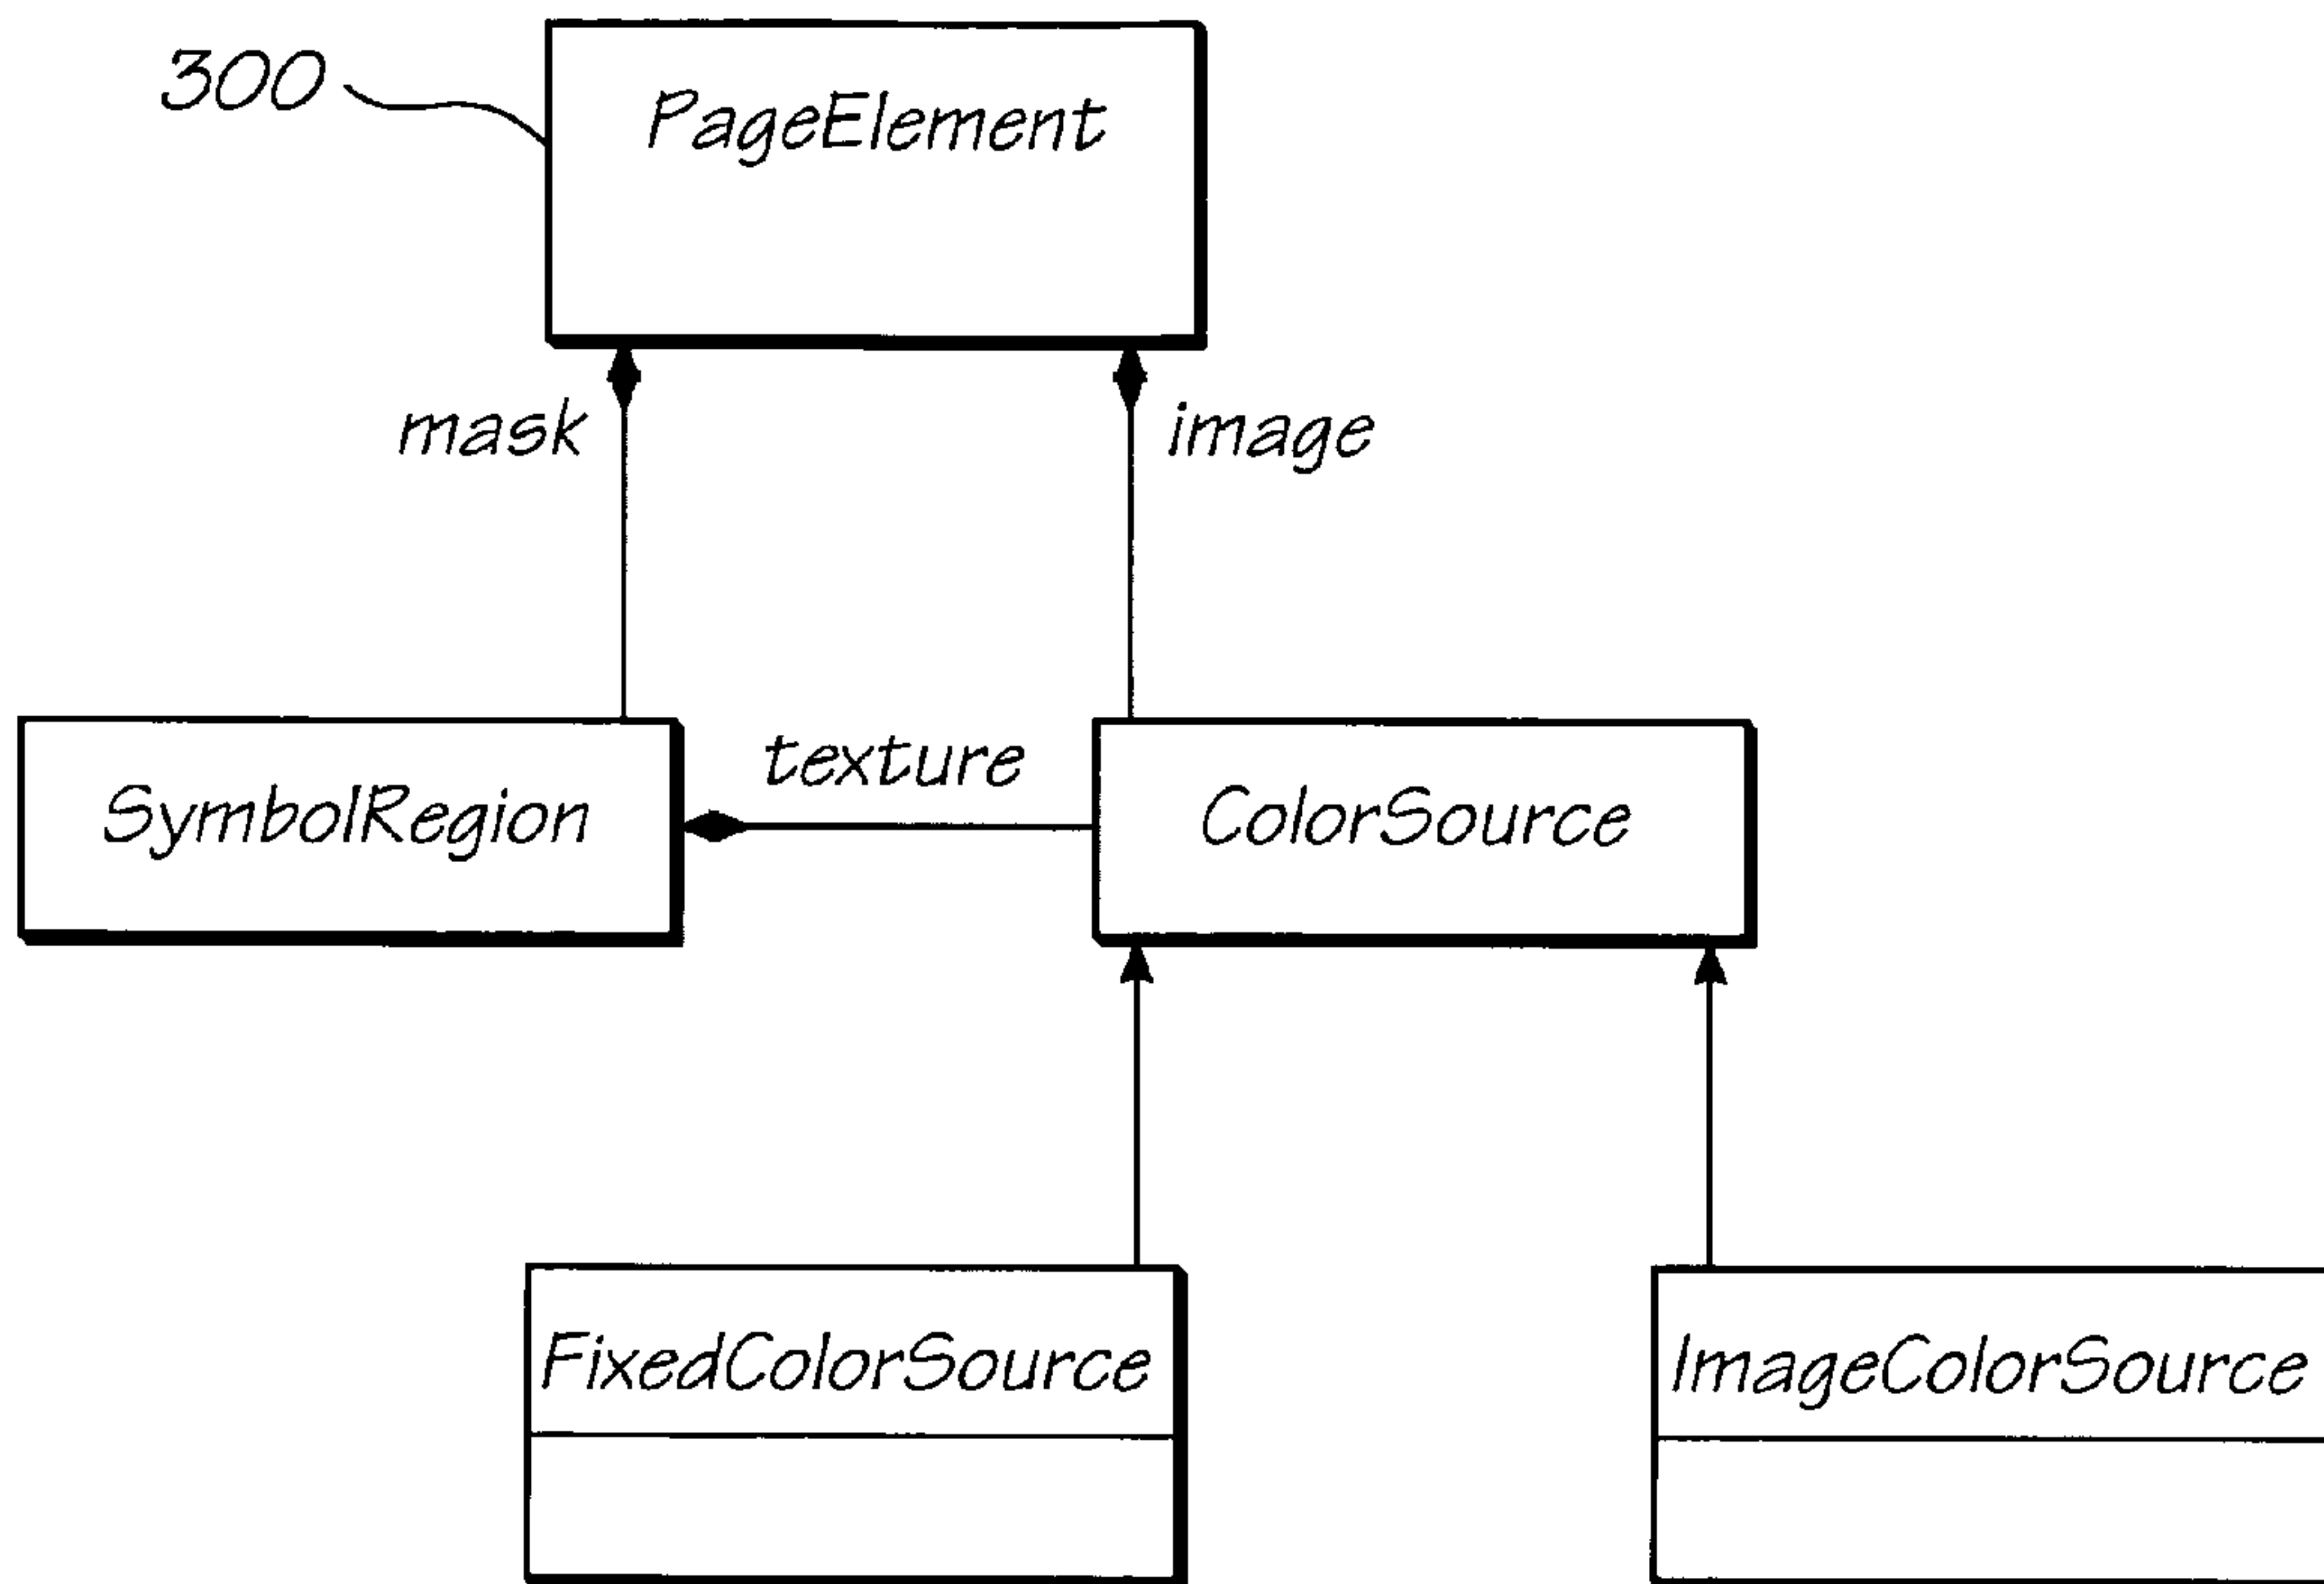 300
PageElement
mask
image
texture
SymbolRegion
ColorSource
FixedColorSource
ImageColorSource